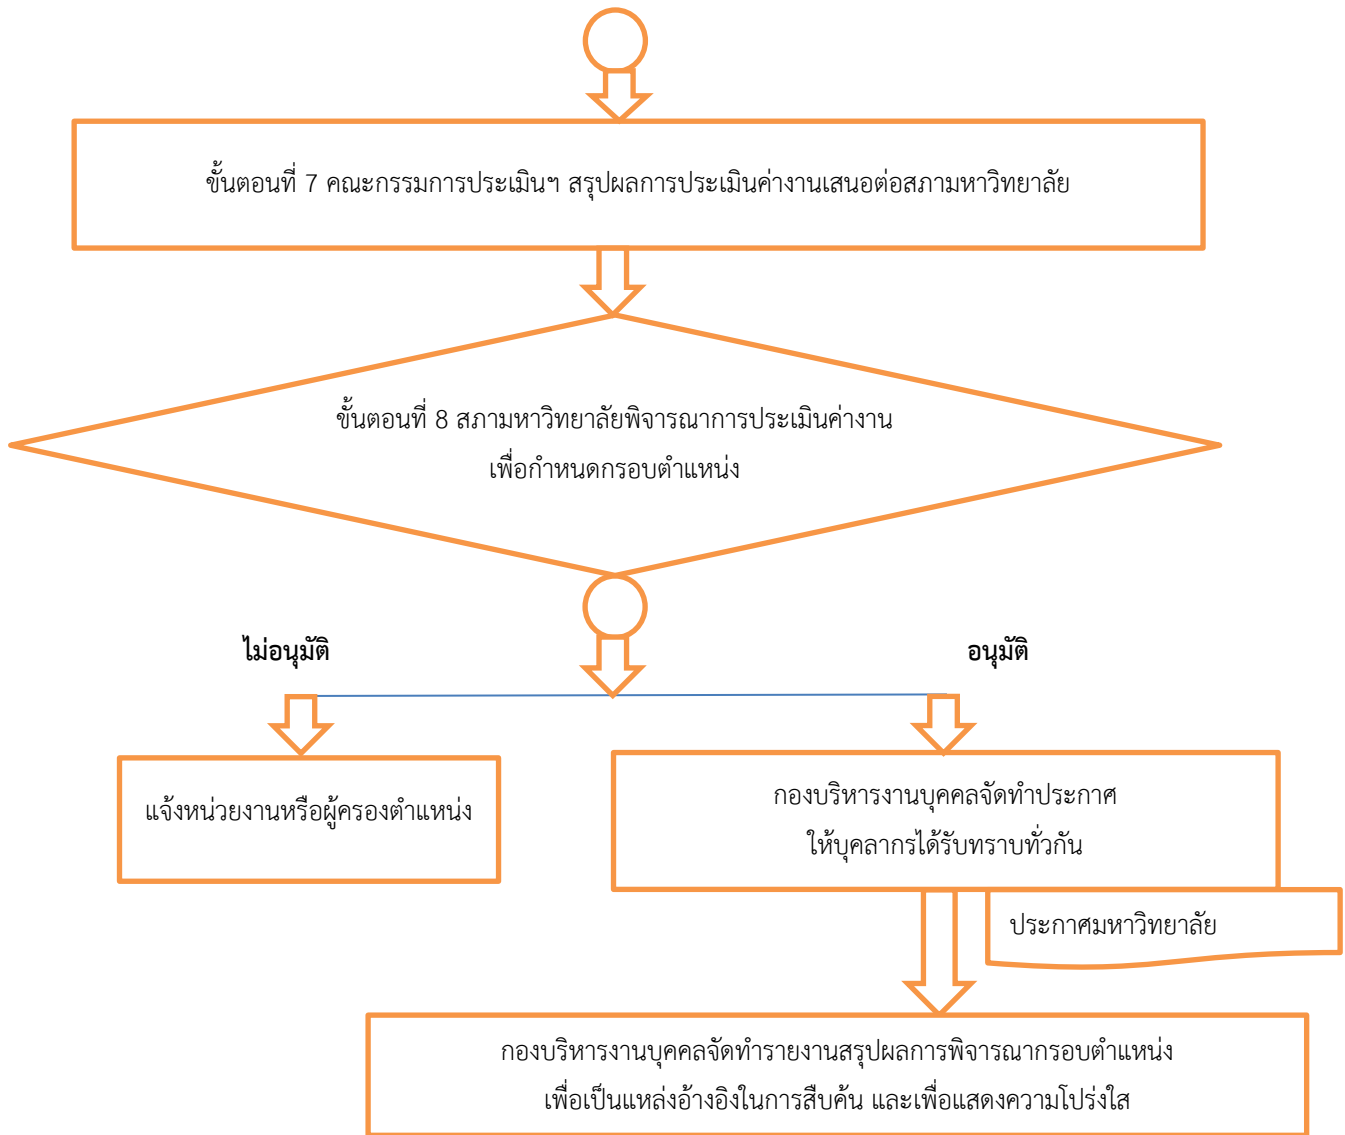 ขั้นตอนที่ 7 คณะกรรมการประเมินฯ สรุปผลการประเมินค่างานเสนอต่อสภามหาวิทยาลัย
ขั้นตอนที่ 8 สภามหาวิทยาลัยพิจารณาการประเมินค่างาน
เพื่อกำหนดกรอบตำแหน่ง
ไม่อนุมัติ
อนุมัติ
แจ้งหน่วยงานหรือผู้ครองตำแหน่ง
กองบริหารงานบุคคลจัดทำประกาศ
ให้บุคลากรได้รับทราบทั่วกัน
ประกาศมหาวิทยาลัย
กองบริหารงานบุคคลจัดทำรายงานสรุปผลการพิจารณากรอบตำแหน่ง
เพื่อเป็นแหล่งอ้างอิงในการสืบค้น และเพื่อแสดงความโปร่งใส